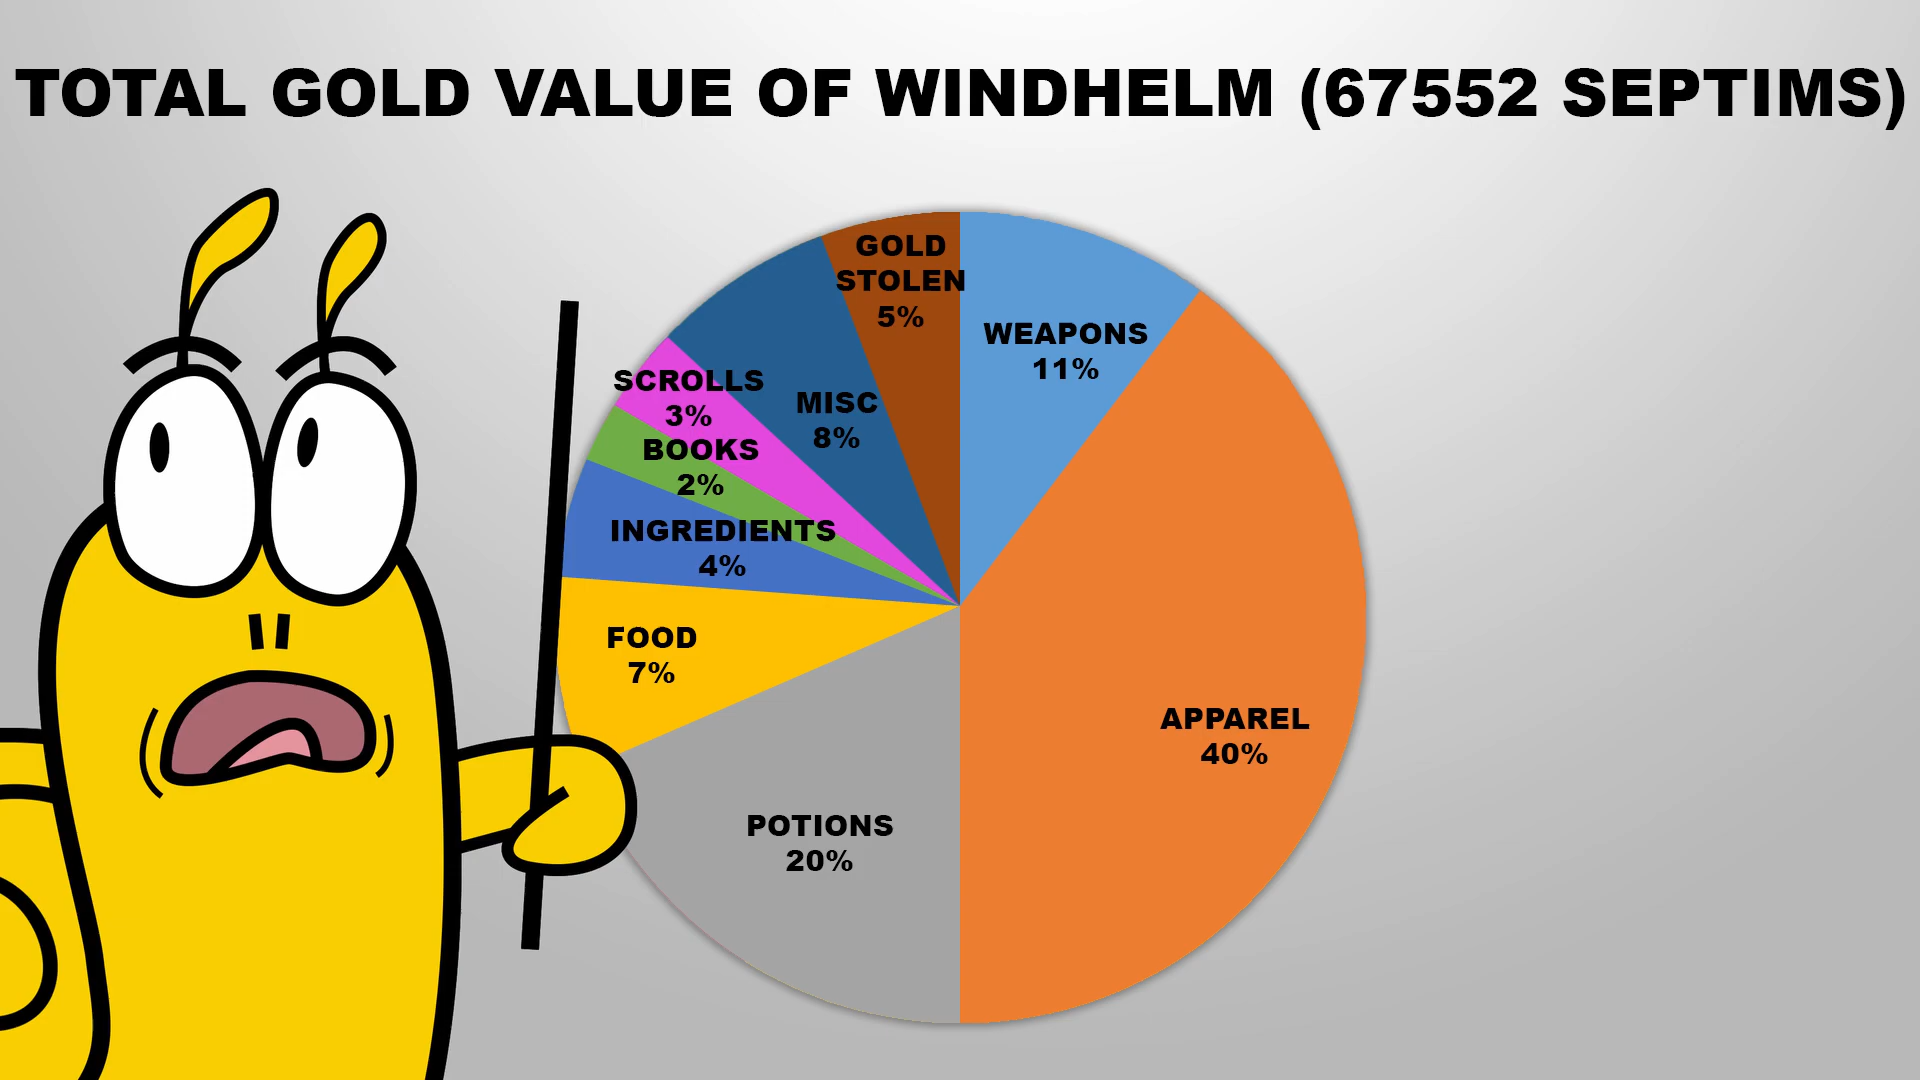 TOTAL GOLD VALUE OF WINDHELM (67552 SEPTIMS)
GOLD
STOLEN
5%
WEAPONS
11%
SCROLLS
3%
MISC
8%
BOOKS
2%
INGREDIENTS
4%
FOOD
7%
APPAREL
40%
POTIONS
20%